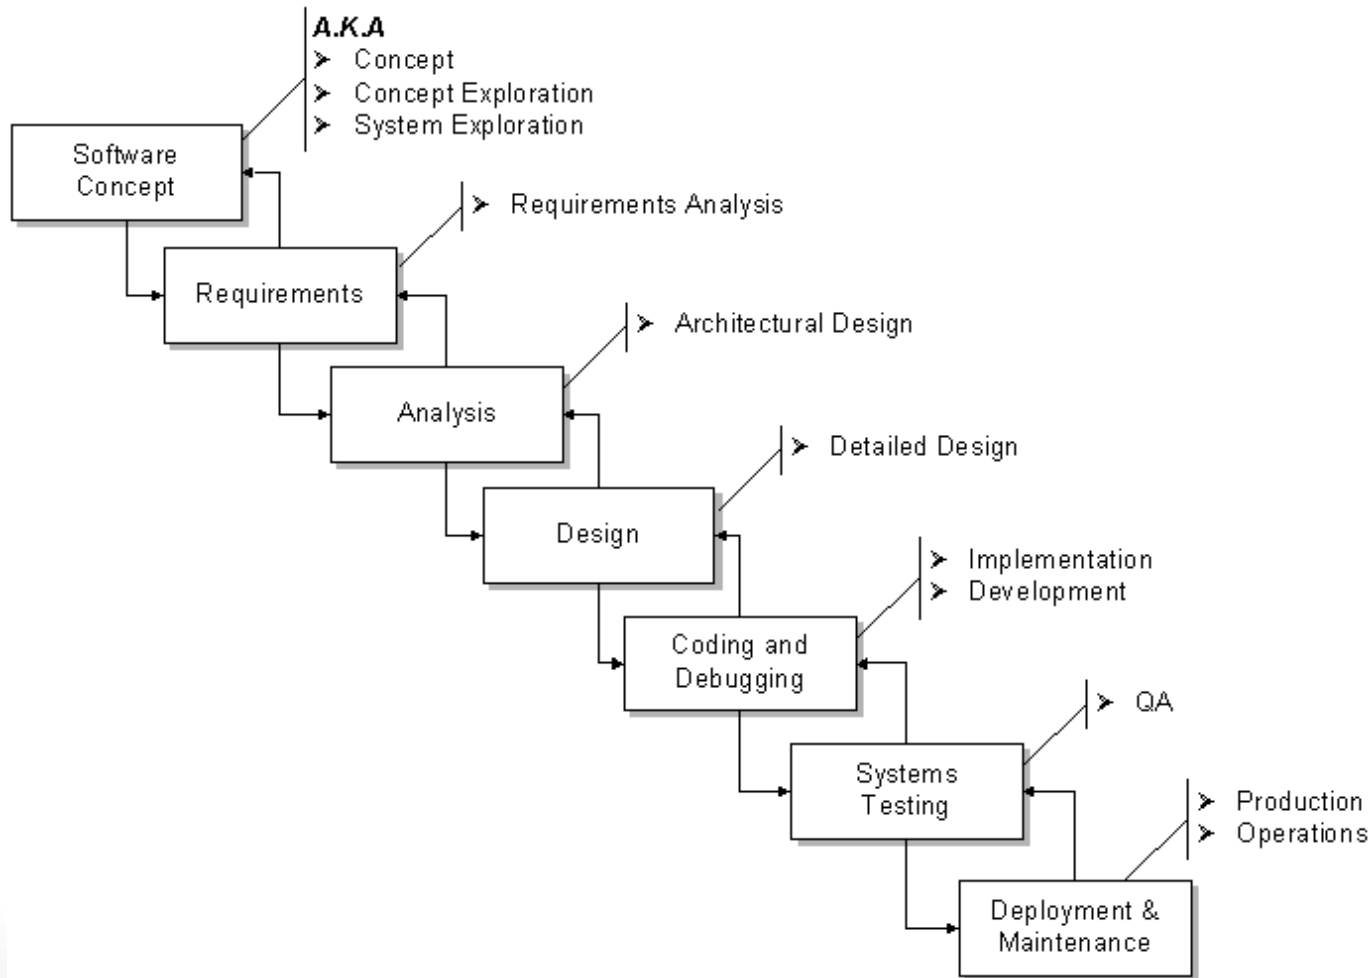 A.K.A
➢ Concept
➢ Concept Exploration
➢ System Exploration
Software
Concept
➢ Requirements Analysis
Requirements
➢ Architectural Design
Analysis
➢ Detailed Design
Design
➢ Implementation
➢ Development
Coding and
Debugging
➢ QA
Systems
Testing
➢ Production
➢ Operations
Deployment &
Maintenance